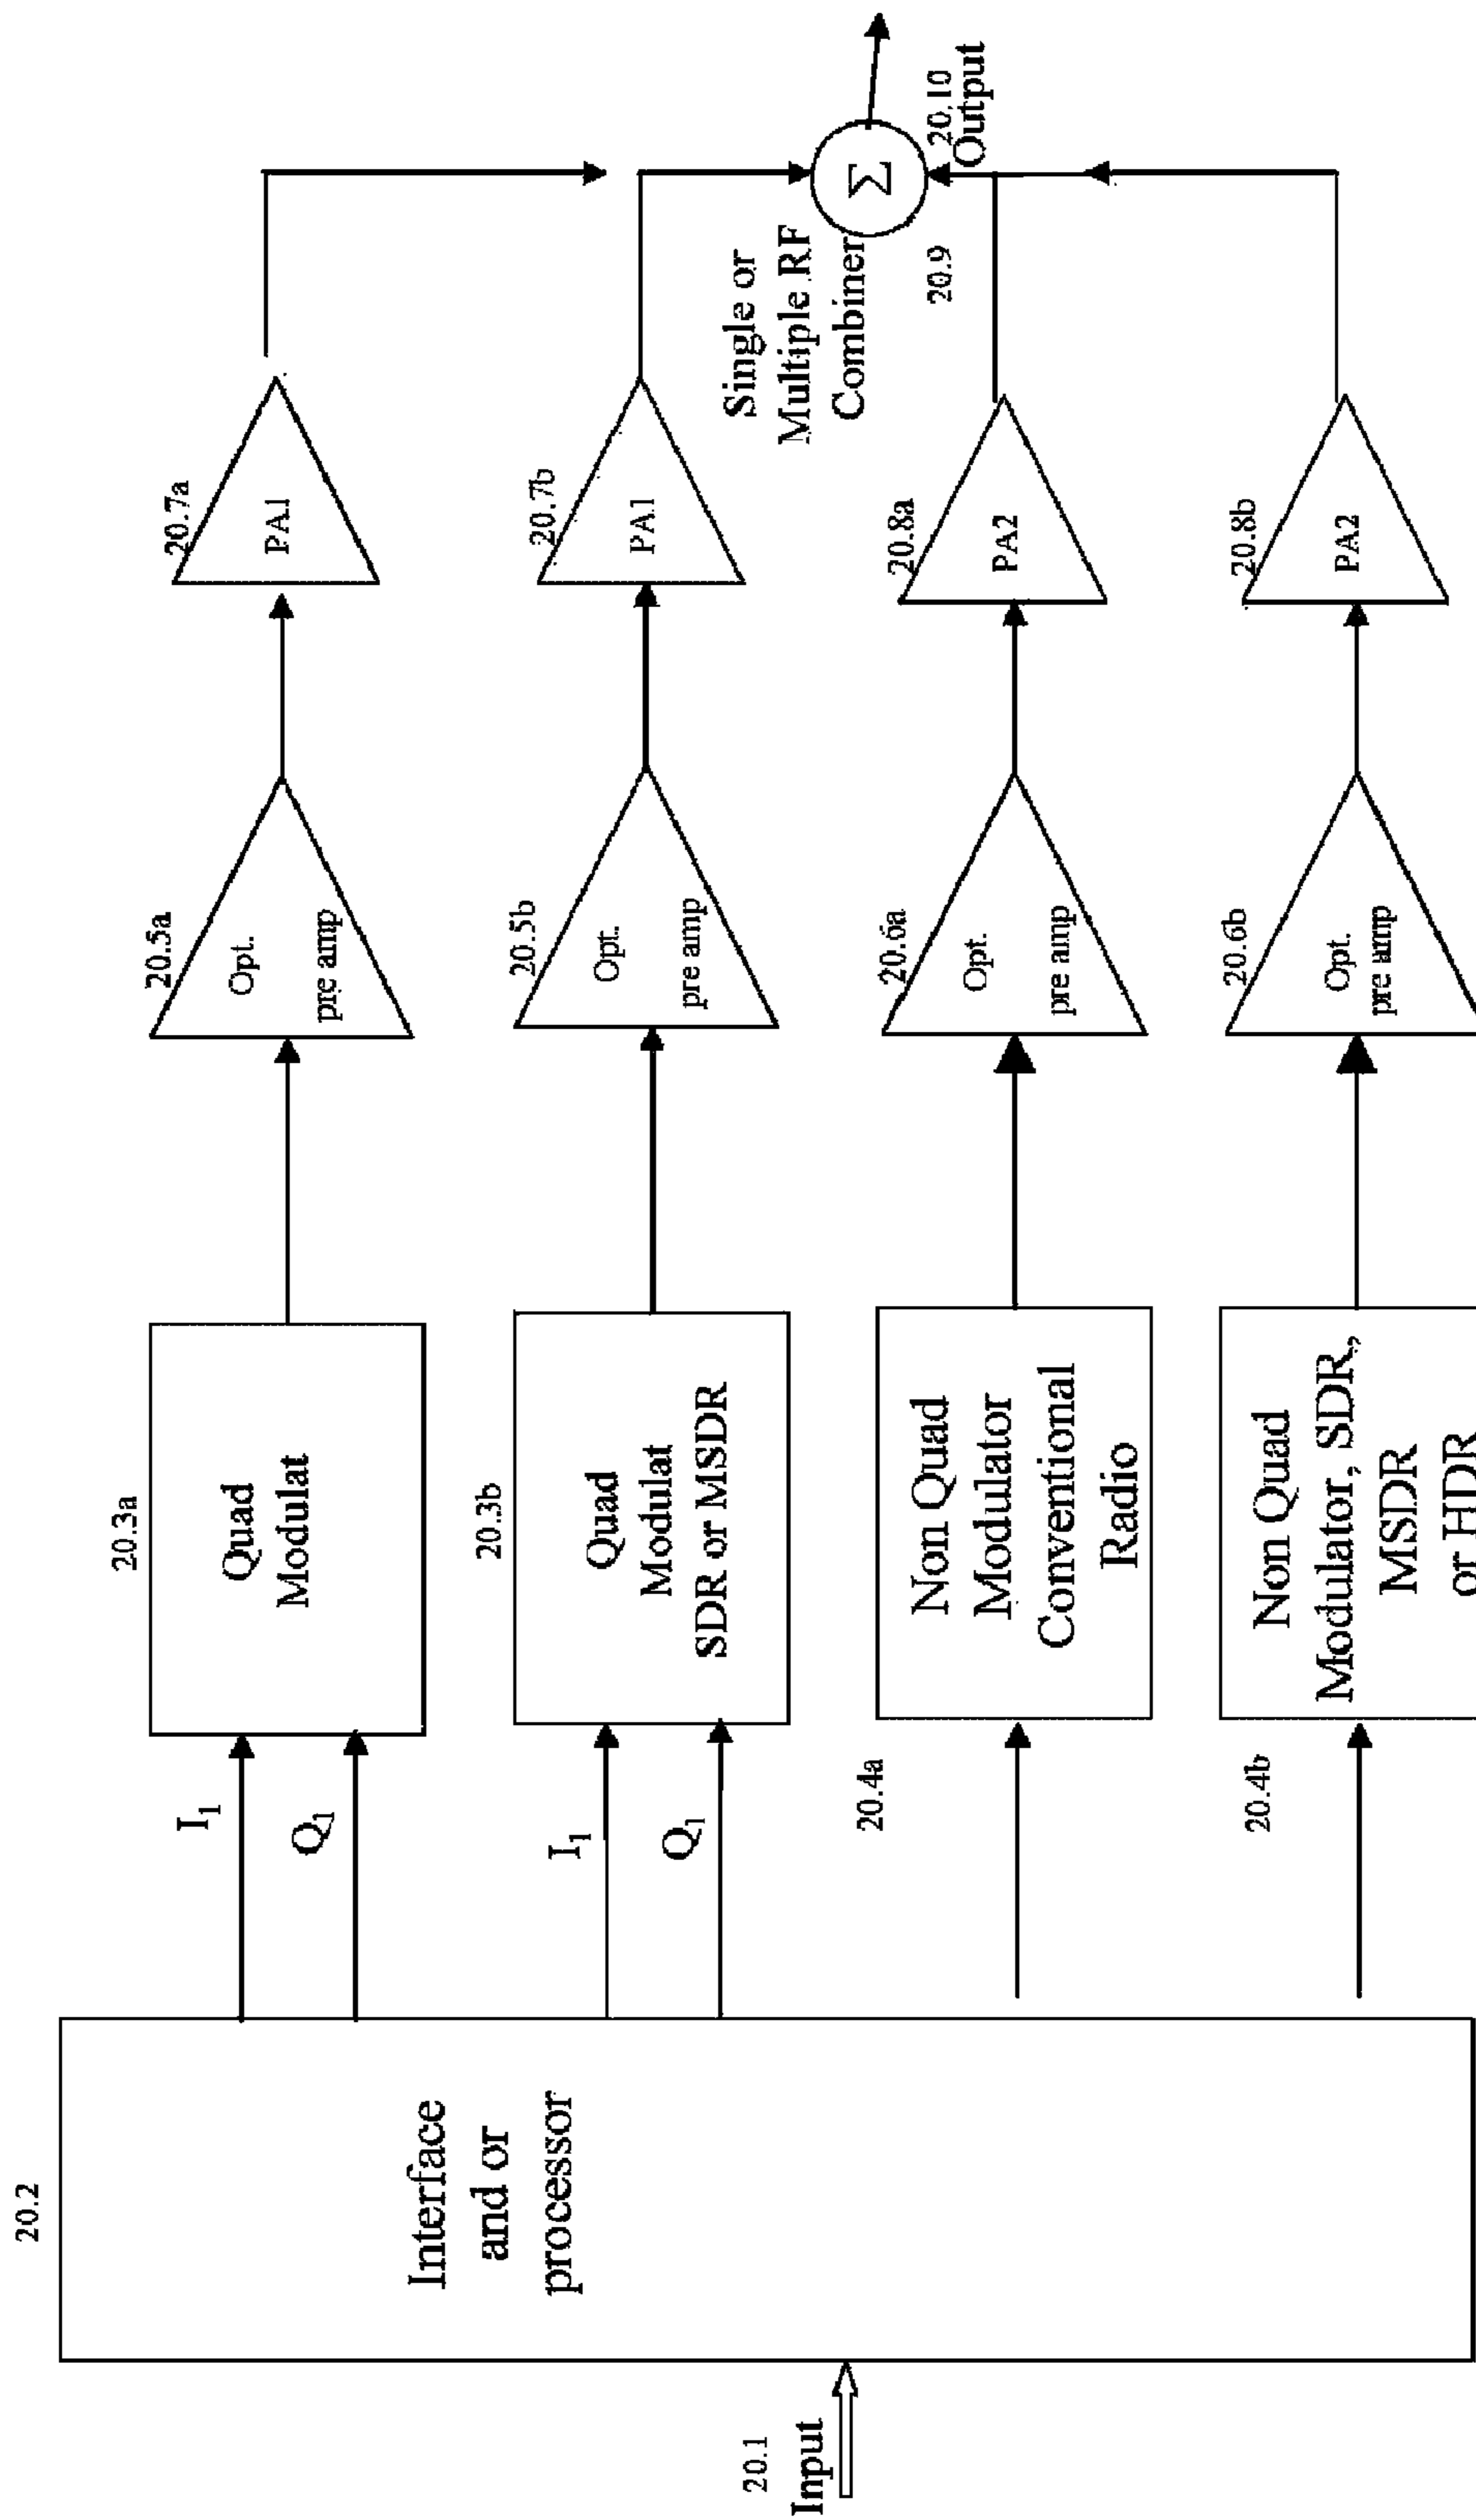 20.1
Input
20.2
Interface
and or
processor
I1
Q1
I1
Q1
20.4a
20.4b
20.3a
Quad
Modulat
20.3b
Quad
Modulat
SDR or MSDR
Non Quad
Modulator
Conventional
Radio
Non Quad
Modulator, SDR,
MSDR
or HDR
20.5a
Opt.
pre amp
20.5b
Opt.
pre amp
20.6a
Opt.
pre amp
20.6b
Opt.
pre amp
20.7a
PA1
20.7b
PA1
20.8a
PA2
20.8b
PA2
Single or
Multiple RF
Combiner
20.9
Σ
20.10
Output